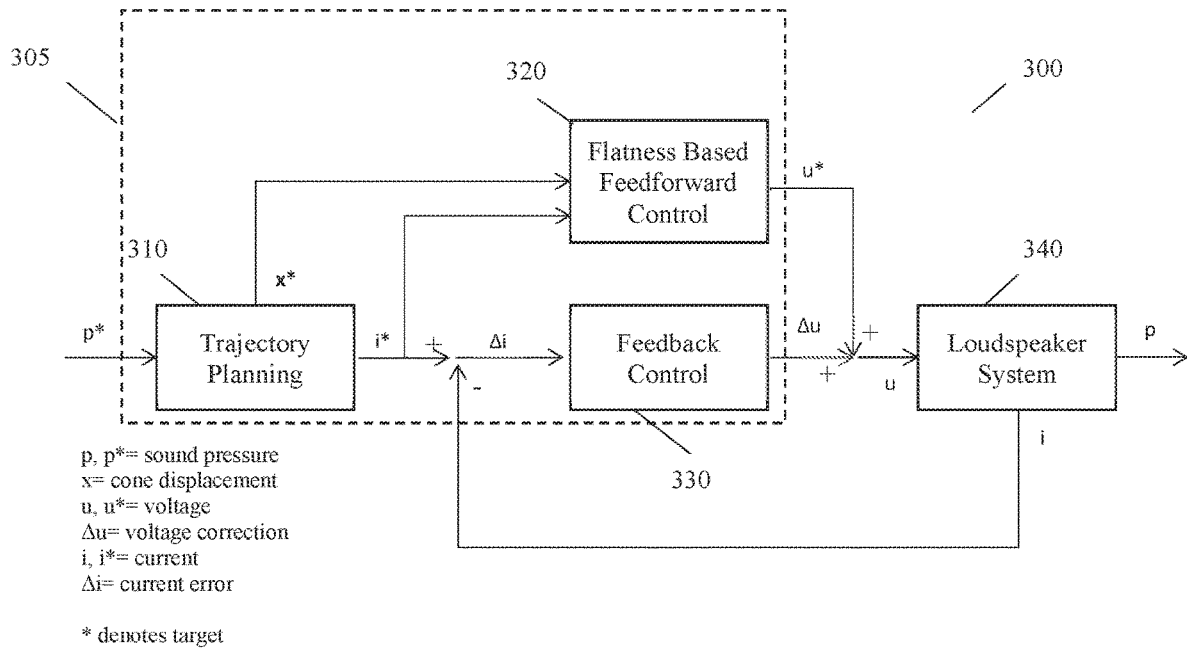 305
320
300
Flatness Based
Feedforward
Control
u*
310
x*
340
p*
Trajectory
Planning
i*
+
-
Δi
Feedback
Control
Δu
+
+
u
Loudspeaker
System
p
i
330
p, p*= sound pressure
x= cone displacement
u, u*= voltage
Δu= voltage correction
i, i*= current
Δi= current error
* denotes target